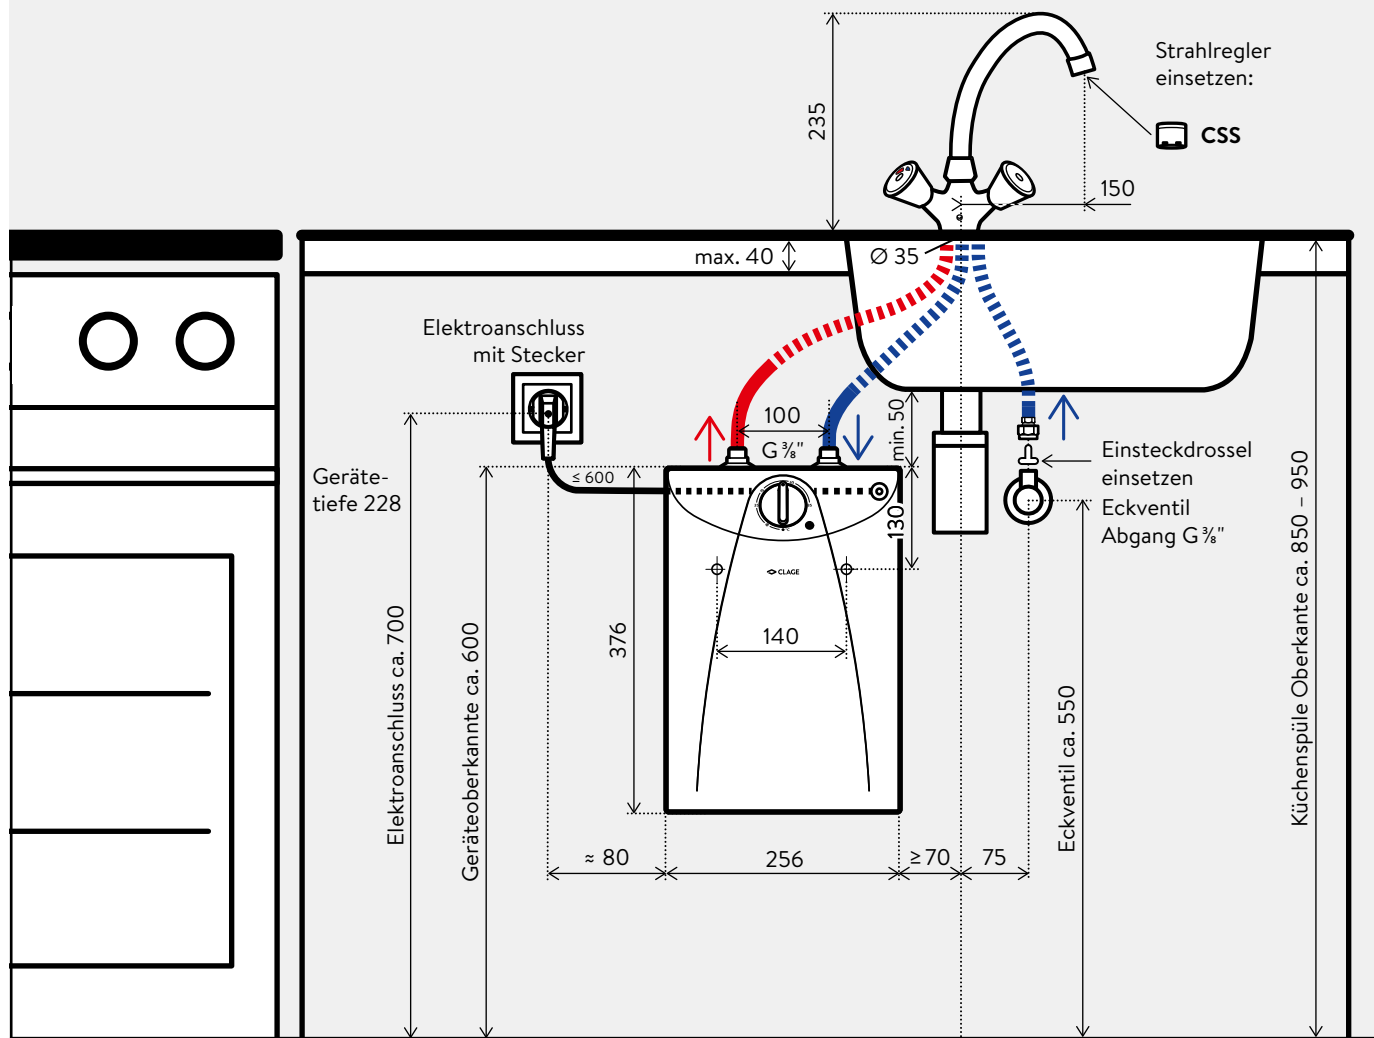 235
Strahlregler
einsetzen:
CSS
150
max. 40
Ø 35
Elektroanschluss
mit Stecker
100
G ⅜"
min. 50
Geräte-
tiefe 228
≤ 600
130
Einsteckdrossel
einsetzen
Eckventil
Abgang G ⅜"
CLAGE
376
140
Elektroanschluss ca. 700
Geräteoberkannte ca. 600
Eckventil ca. 550
Küchenspüle Oberkante ca. 850 – 950
≈ 80
256
≥ 70
75